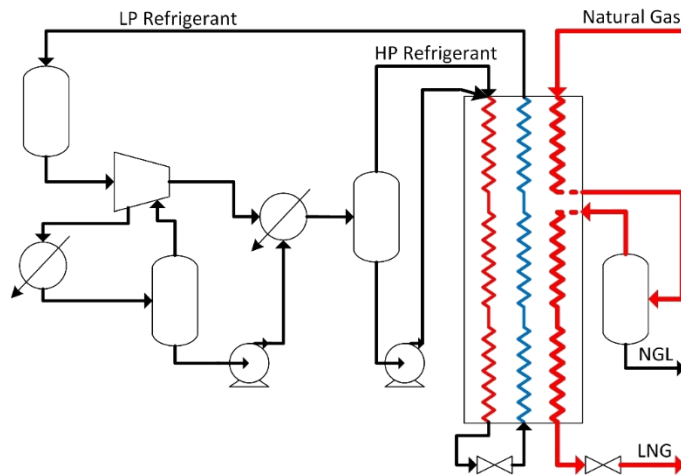 LP Refrigerant
HP Refrigerant
Natural Gas
NGL
LNG